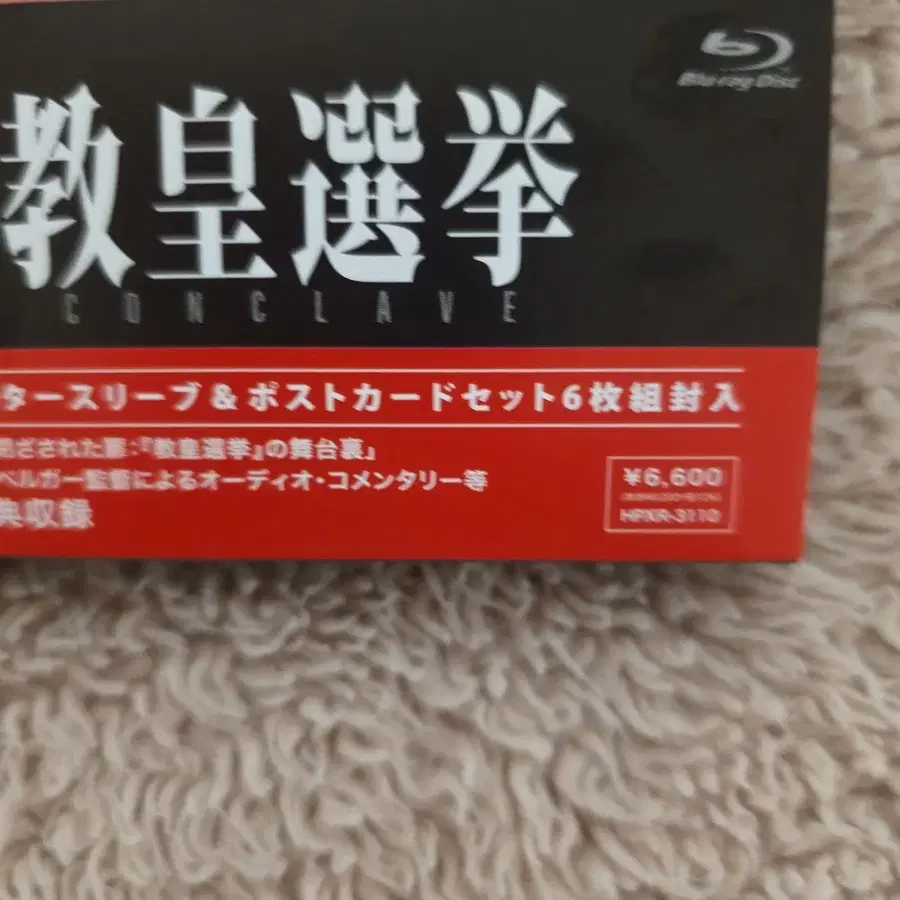 Blu-ray Disc
教皇選挙
CONCLAVE
タースリーブ&ポストカードセット6枚組封入
ざされた扉:『教皇選挙』の舞台裏」
ベルガー監督によるオーディオ・コメンタリー等
典収録
¥6,600
HPXR-3110